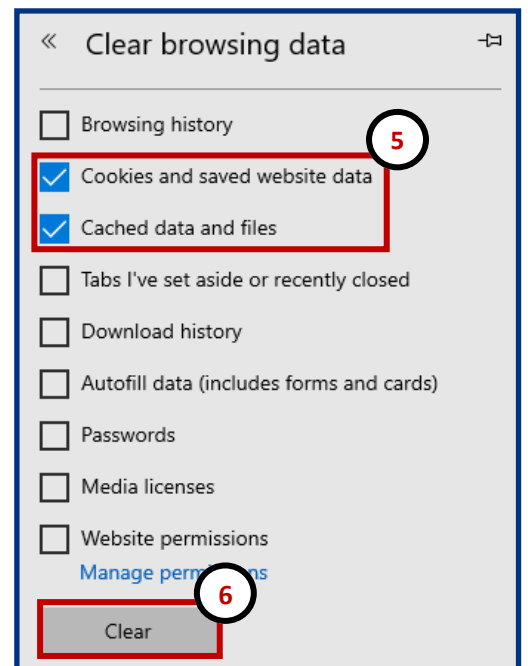 « Clear browsing data
Browsing history
5
Cookies and saved website data
Cached data and files
Tabs I've set aside or recently closed
Download history
Autofill data (includes forms and cards)
Passwords
Media licenses
Website permissions
Manage
6
Clear